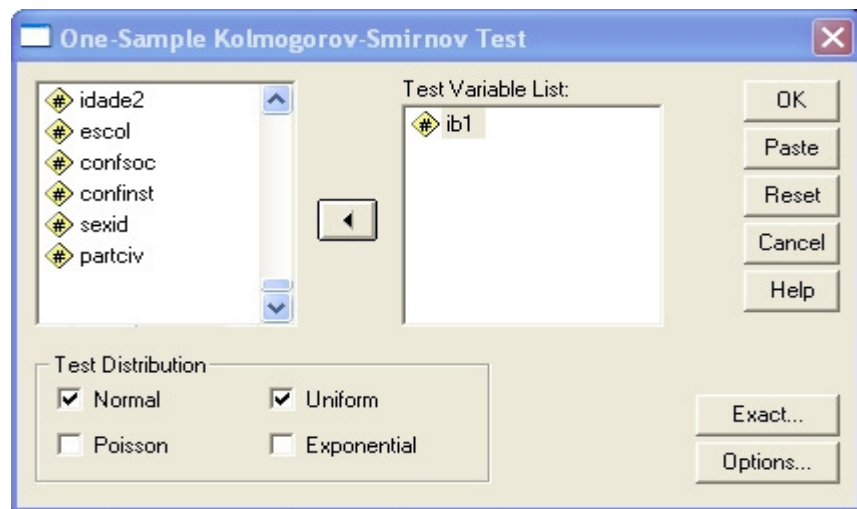 One-Sample Kolmogorov-Smirnov Test
idade2
escol
confsoc
confinst
sexid
partciv
Test Variable List:
ib1
OK
Paste
Reset
Cancel
Help
Test Distribution
Normal
Uniform
Poisson
Exponential
Exact...
Options...